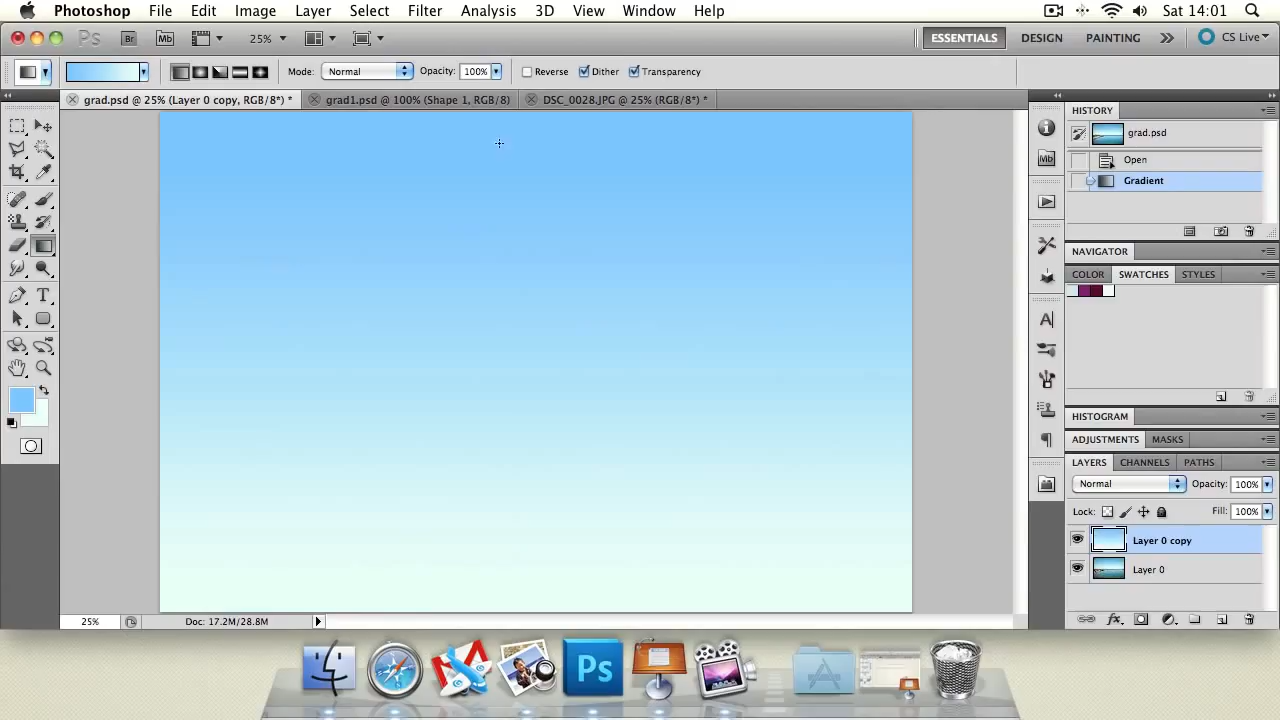 Photoshop File Edit Image Layer Select Filter Analysis 3D View Window Help Sat 14:01
Ps Br Mb 25% ESSENTIALS DESIGN PAINTING CS Live
Mode: Normal Opacity: 100% Reverse Dither Transparency
grad.psd @ 25% (Layer 0 copy, RGB/8*) * grad1.psd @ 100% (Shape 1, RGB/8) DSC_0028.JPG @ 25% (RGB/8*) *
HISTORY
grad.psd
Mb
Open
Gradient
NAVIGATOR
COLOR SWATCHES STYLES
T
A
HISTOGRAM
ADJUSTMENTS MASKS
LAYERS CHANNELS PATHS
Normal Opacity: 100%
Lock: Fill: 100%
Layer 0 copy
Layer 0
25% Doc: 17.2M/28.8M
fx
Ps